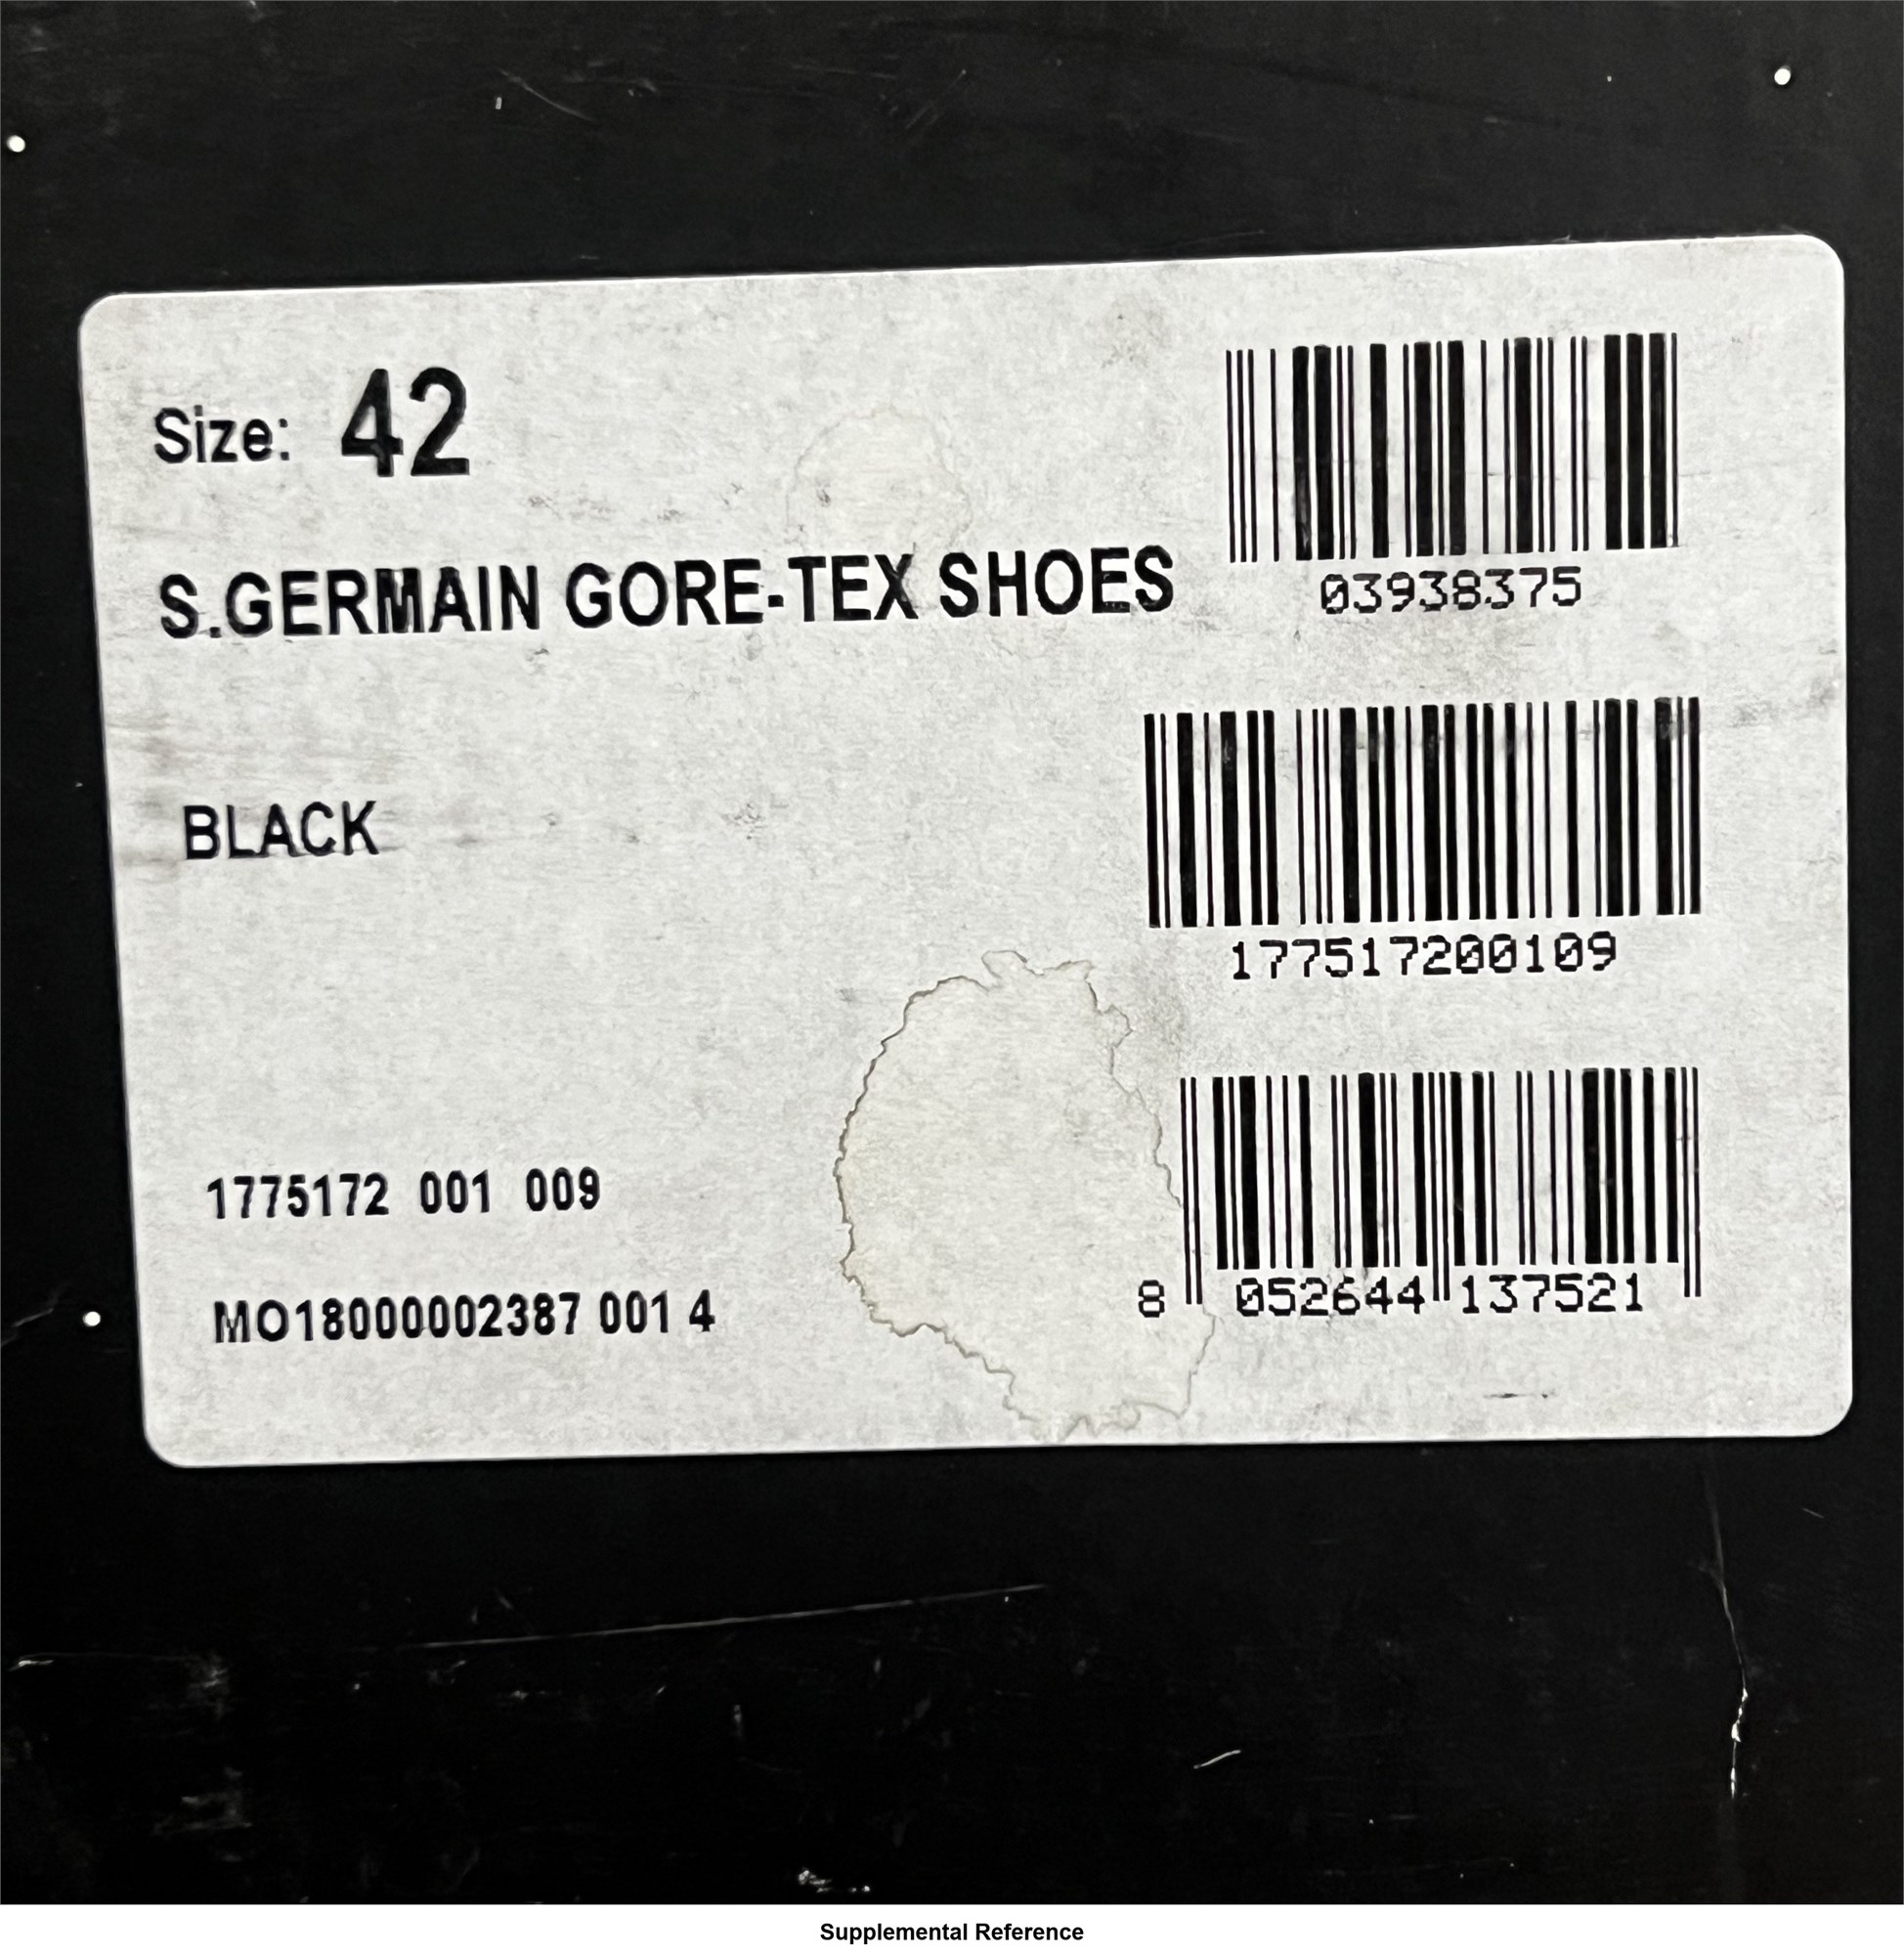 Size: 42
03938375
S.GERMAIN GORE-TEX SHOES
BLACK
177517200109
1775172 001 009
MO18000002387 001 4
8 052644 137521
Supplemental Reference